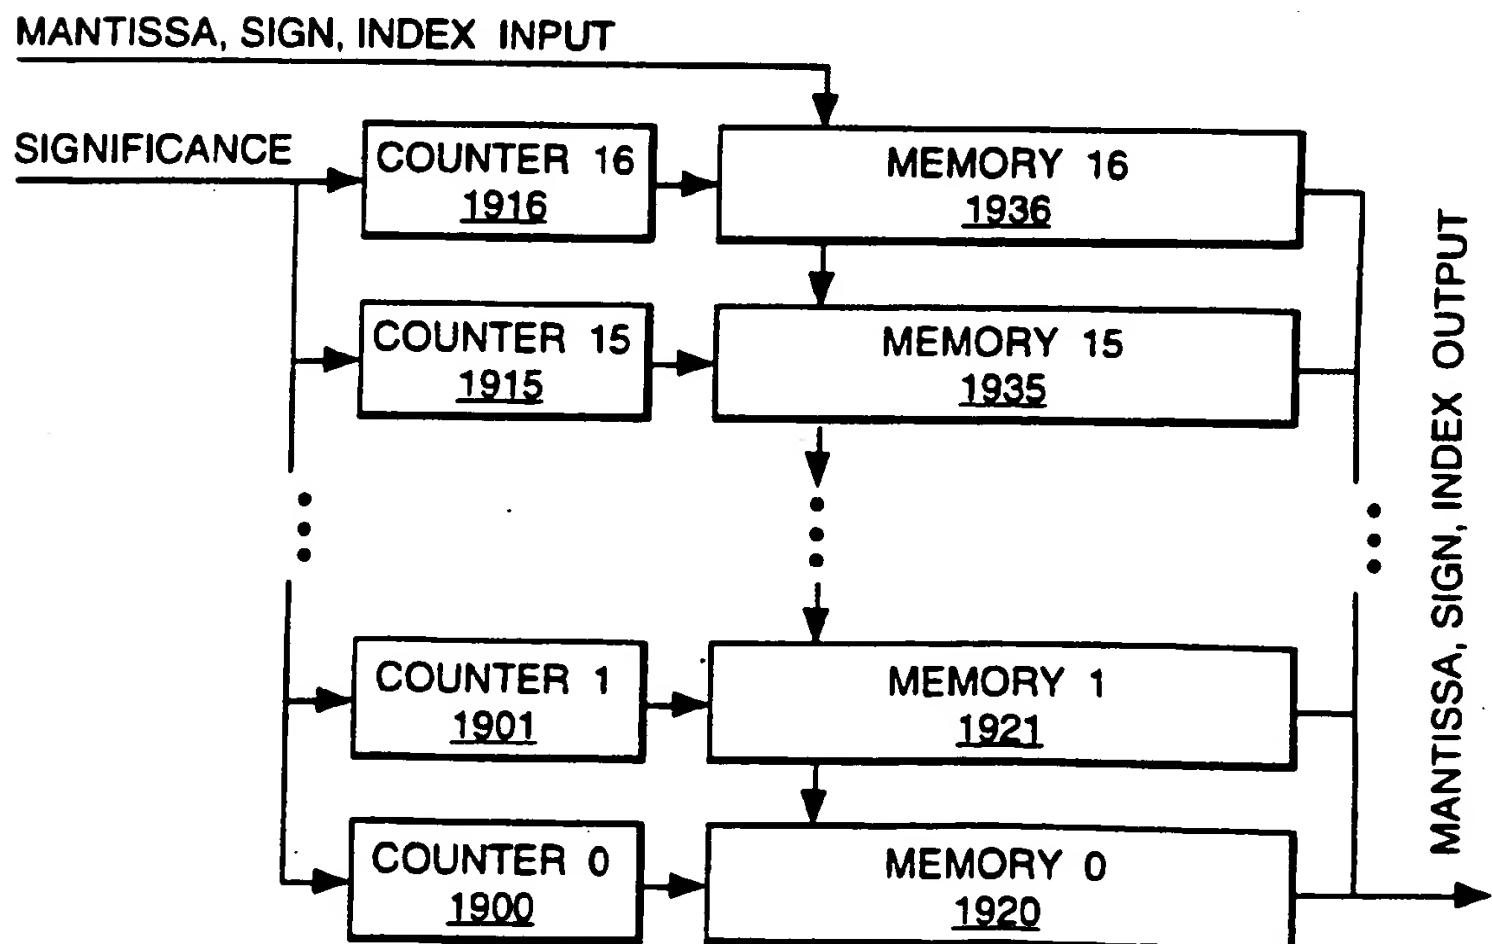 MANTISSA, SIGN, INDEX INPUT
SIGNIFICANCE
COUNTER 16
1916
MEMORY 16
1936
COUNTER 15
1915
MEMORY 15
1935
COUNTER 1
1901
MEMORY 1
1921
COUNTER 0
1900
MEMORY 0
1920
MANTISSA, SIGN, INDEX OUTPUT